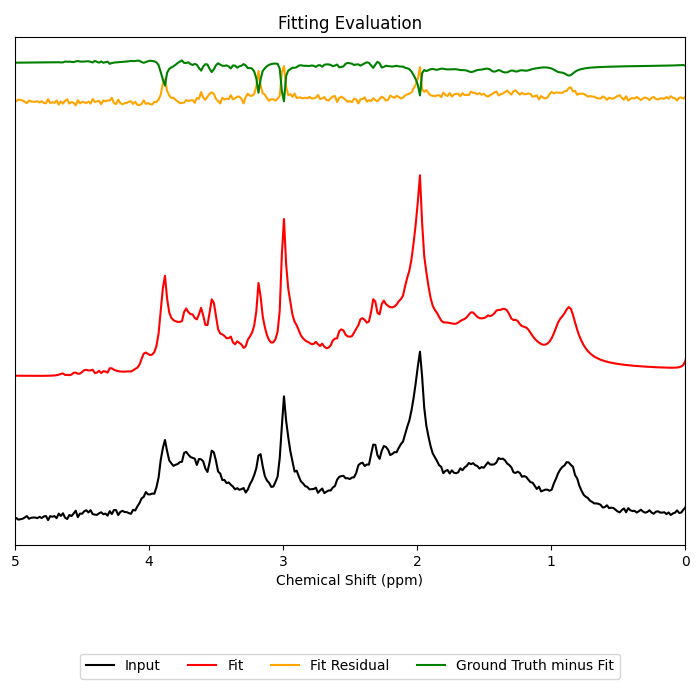 Fitting Evaluation
5 4 3 2 1 0
Chemical Shift (ppm)
Input Fit Fit Residual Ground Truth minus Fit